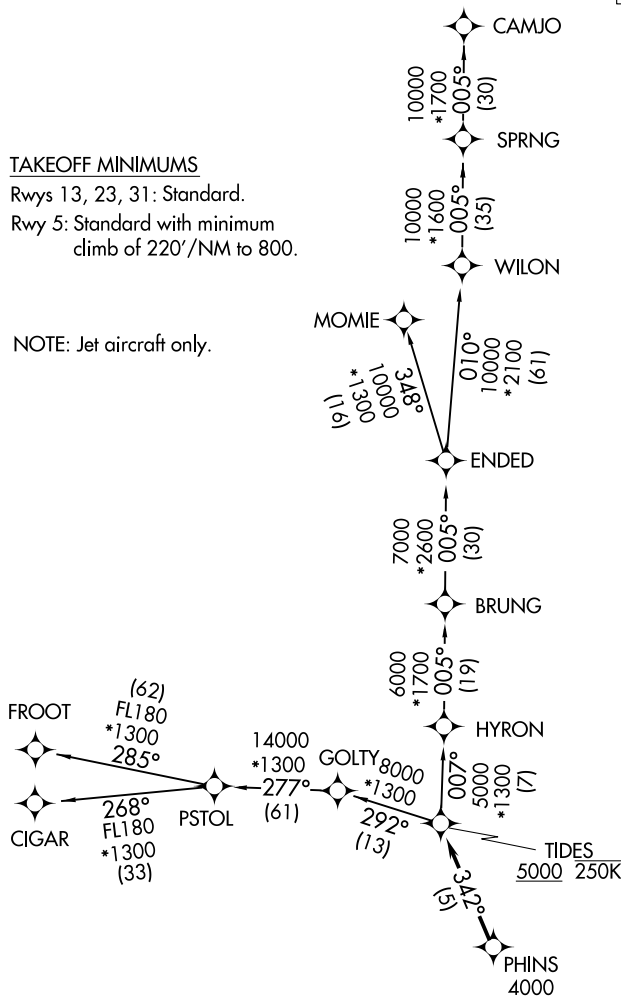 CAMJO
10000
*1700
005°
(30)
SPRNG
TAKEOFF MINIMUMS
Rwys 13, 23, 31: Standard.
Rwy 5: Standard with minimum
climb of 220'/NM to 800.
10000
*1600
005°
(35)
WILON
MOMIE
NOTE: Jet aircraft only.
348°
10000
*1300
(16)
010°
10000
*2100
(61)
ENDED
7000
*2600
005°
(30)
BRUNG
6000
*1700
005°
(19)
HYRON
FROOT
(62)
FL180
*1300
285°
CIGAR
268°
FL180
*1300
(33)
PSTOL
14000
*1300
277°
(61)
GOLTY
8000
*1300
292°
(13)
007°
5000
*1300
(7)
TIDES
5000 250K
342°
(5)
PHINS
4000